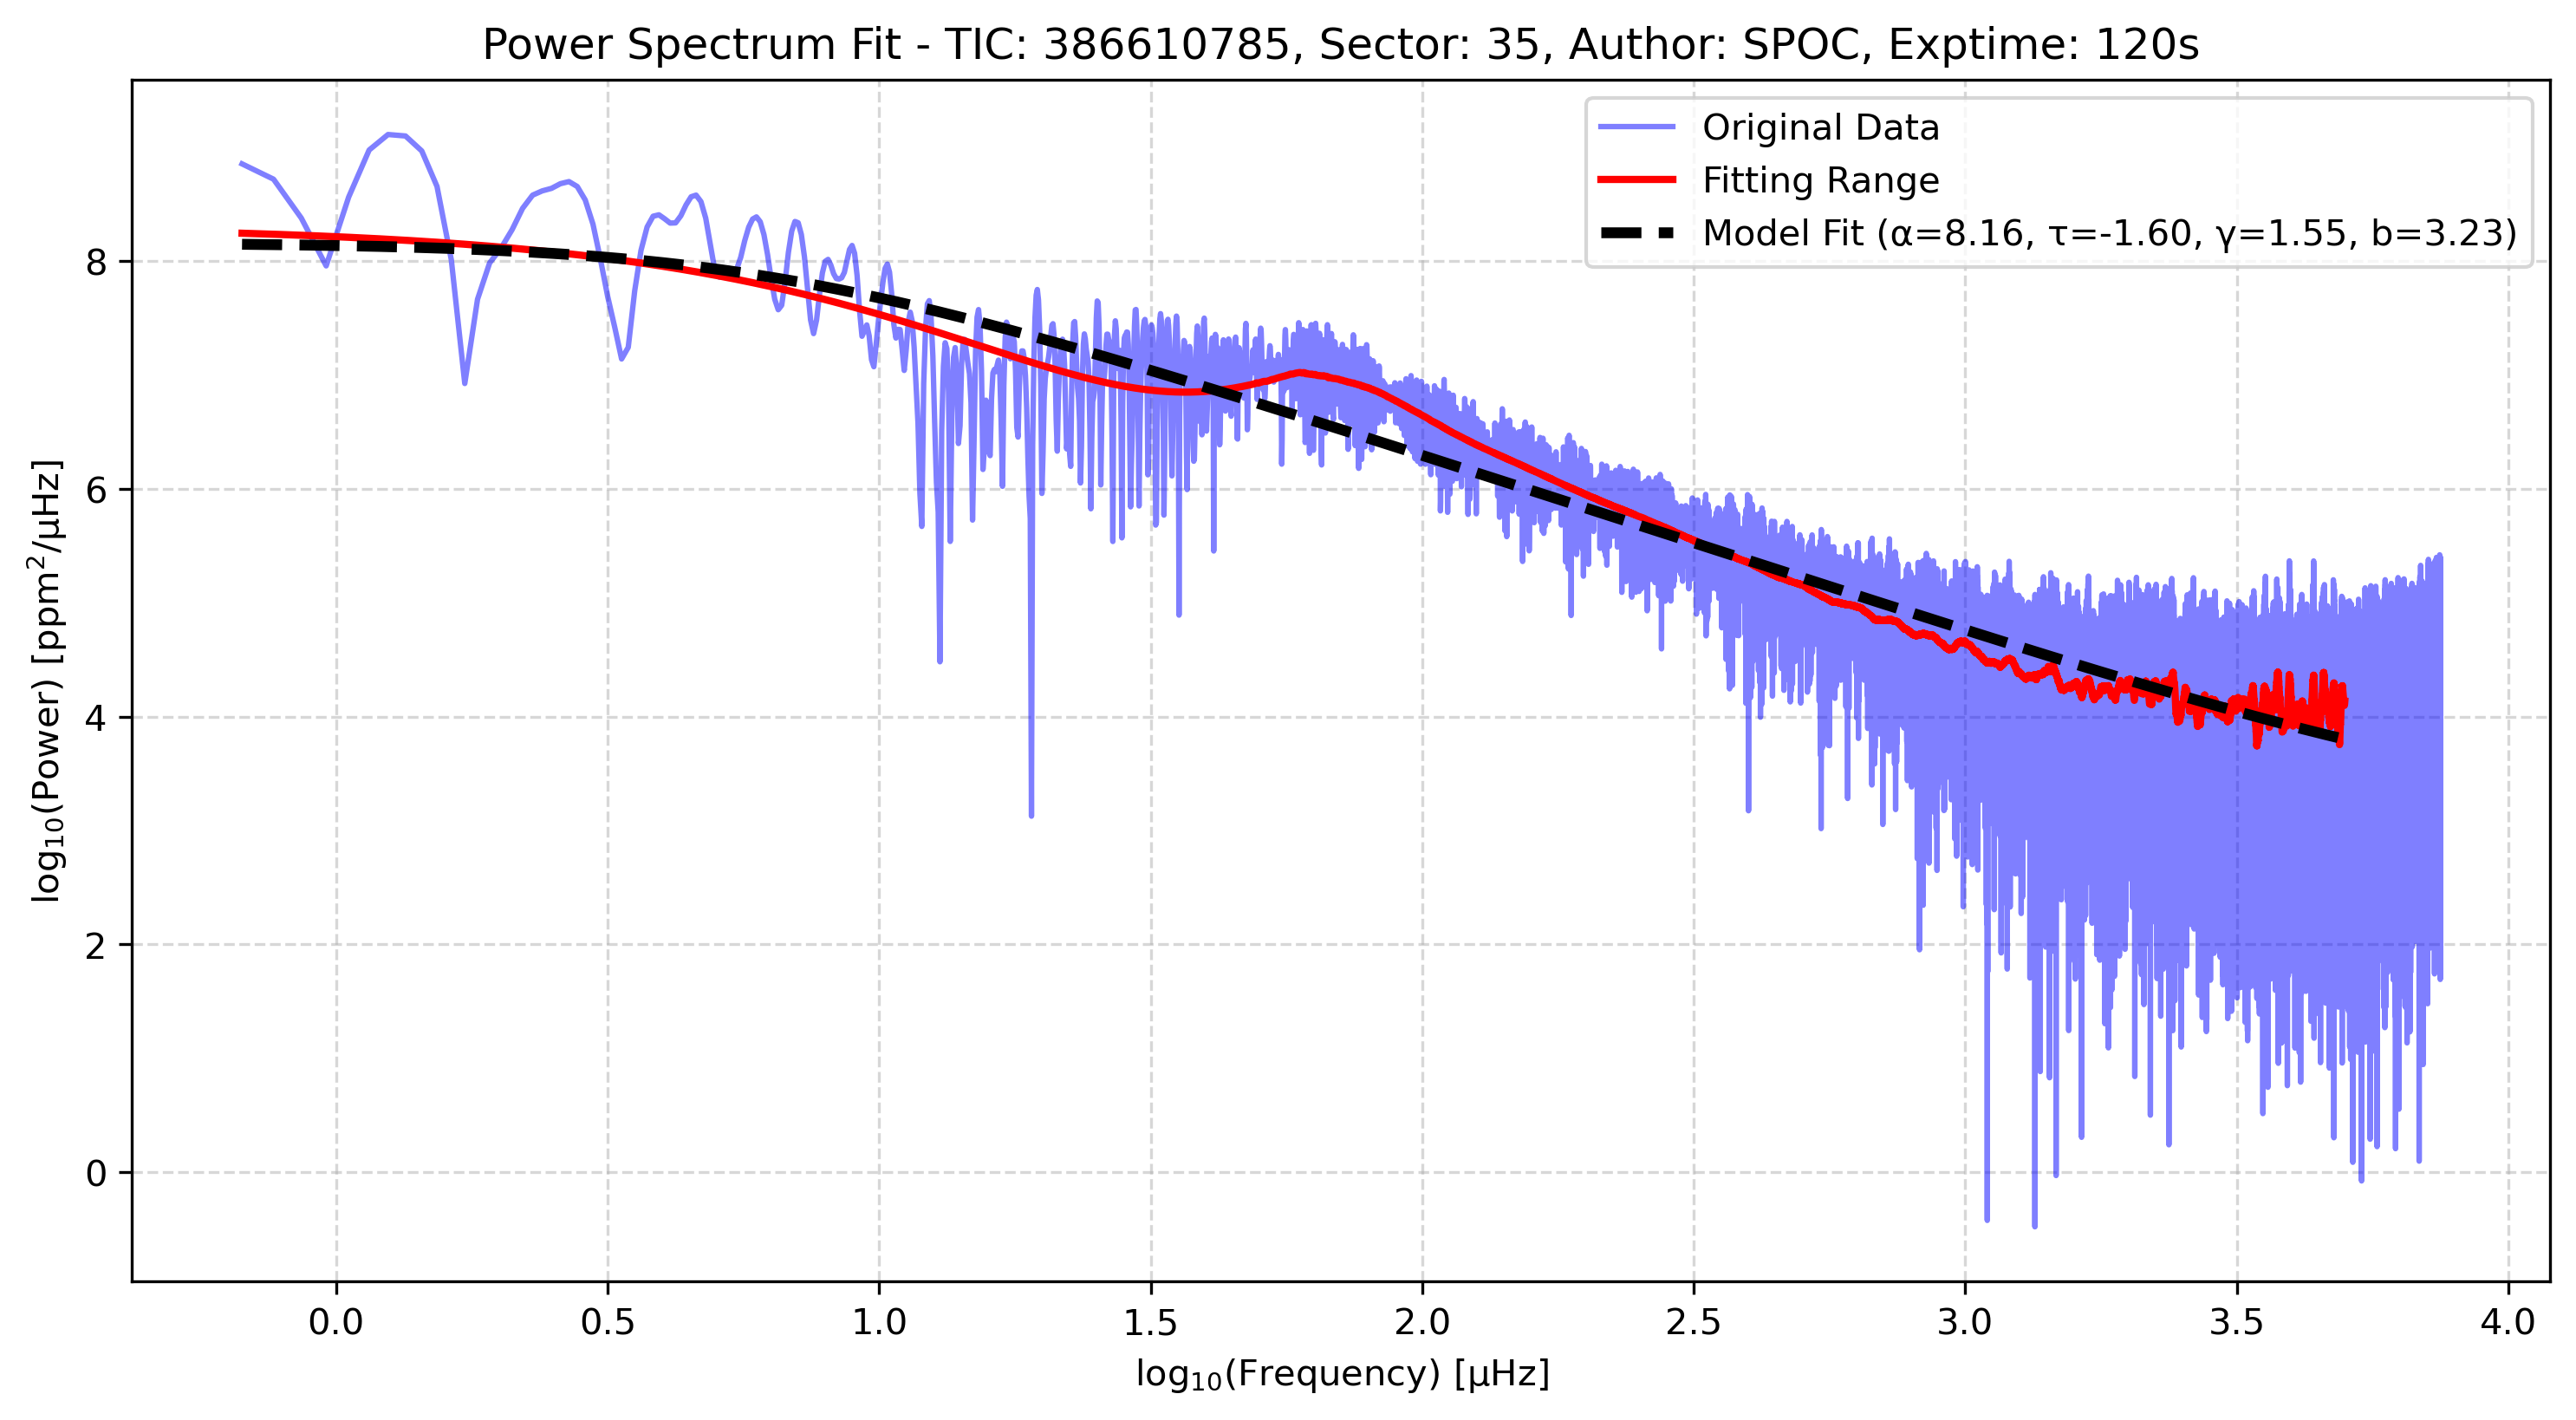 Power Spectrum Fit - TIC: 386610785, Sector: 35, Author: SPOC, Exptime: 120s
Original Data
Fitting Range
Model Fit (α=8.16, τ=-1.60, γ=1.55, b=3.23)
log₁₀(Power) [ppm²/μHz]
8
6
4
2
0
0.0 0.5 1.0 1.5 2.0 2.5 3.0 3.5 4.0
log₁₀(Frequency) [μHz]